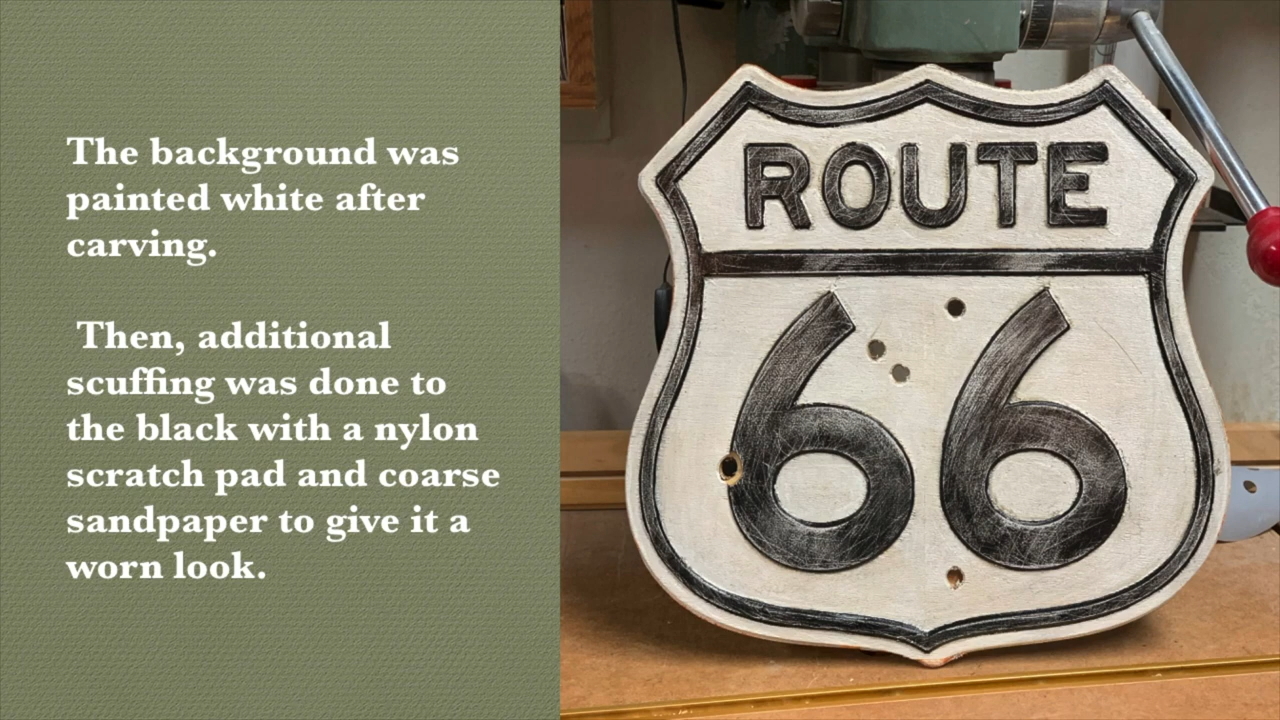 The background was
painted white after
carving.
Then, additional
scuffing was done to
the black with a nylon
scratch pad and coarse
sandpaper to give it a
worn look.
ROUTE
66